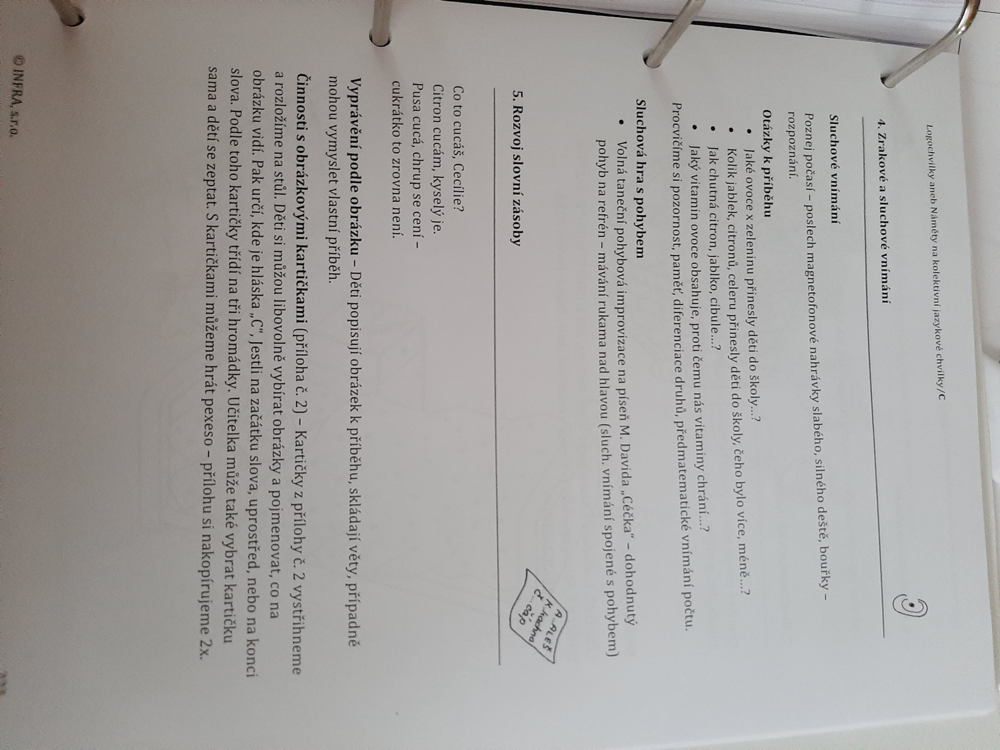 Logochvilky aneb Náměty na kolektivní jazykové chvilky/C
4. Zrakové a sluchové vnímání
Sluchové vnímání
Poznej počasí – poslech magnetofonové nahrávky slabého, silného deště, bouřky –
rozpoznání.
Otázky k příběhu
• Jaké ovoce x zeleninu přinesly děti do školy...?
• Kolik jablek, citronů, celeru přinesly děti do školy, čeho bylo více, méně...?
• Jak chutná citron, jablko, cibule...?
• Jaký vitamin ovoce obsahuje, proti čemu nás vitaminy chrání ...?
Procvičíme si pozornost, paměť, diferenciace druhů, předmatematické vnímání počtu.
Sluchová hra s pohybem
• Volná taneční pohybová improvizace na píseň M. Davida „Céčka“ – dohodnutý
pohyb na refrén – mávání rukama nad hlavou (sluch. vnímání spojené s pohybem)
5. Rozvoj slovní zásoby
Co to cucáš, Cecílie?
Citron cucám, kyselý je.
Pusa cucá, chrup se cení –
cukrátko to zrovna není.
Vyprávění podle obrázku – Děti popisují obrázek k příběhu, skládají věty, případně
mohou vymyslet vlastní příběh.
Činnosti s obrázkovými kartičkami (příloha č. 2) – Kartičky z přílohy č. 2 vystřihneme
a rozložíme na stůl. Děti si můžou libovolně vybírat obrázky a pojmenovat, co na
obrázku vidí. Pak určí, kde je hláska „C“, Jestli na začátku slova, uprostřed, nebo na konci
slova. Podle toho kartičky třídí na tři hromádky. Učitelka může také vybrat kartičku
sama a dětí se zeptat. S kartičkami můžeme hrát pexeso – přílohu si nakopírujeme 2x.
© INFRA, s.r.o.